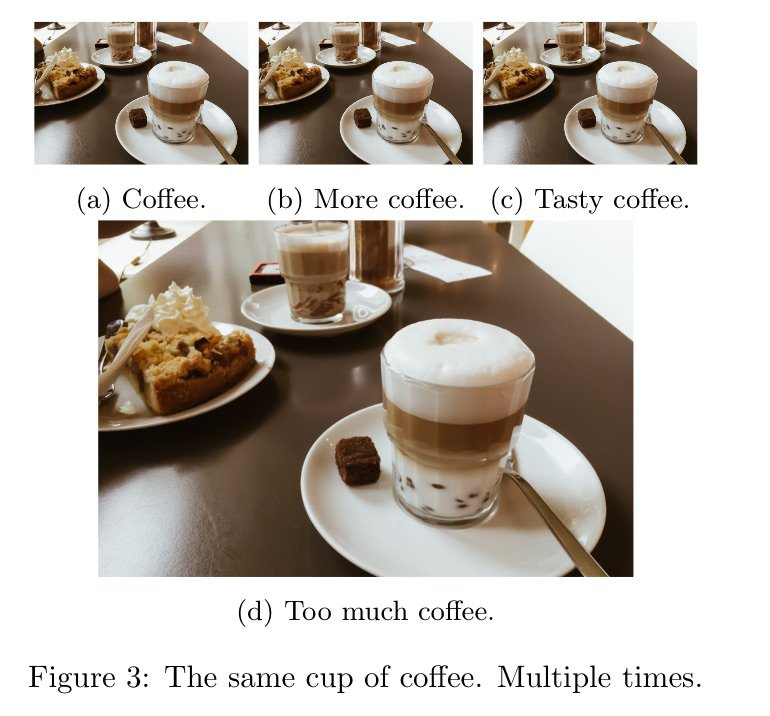 (a) Coffee. (b) More coffee. (c) Tasty coffee.
(d) Too much coffee.
Figure 3: The same cup of coffee. Multiple times.